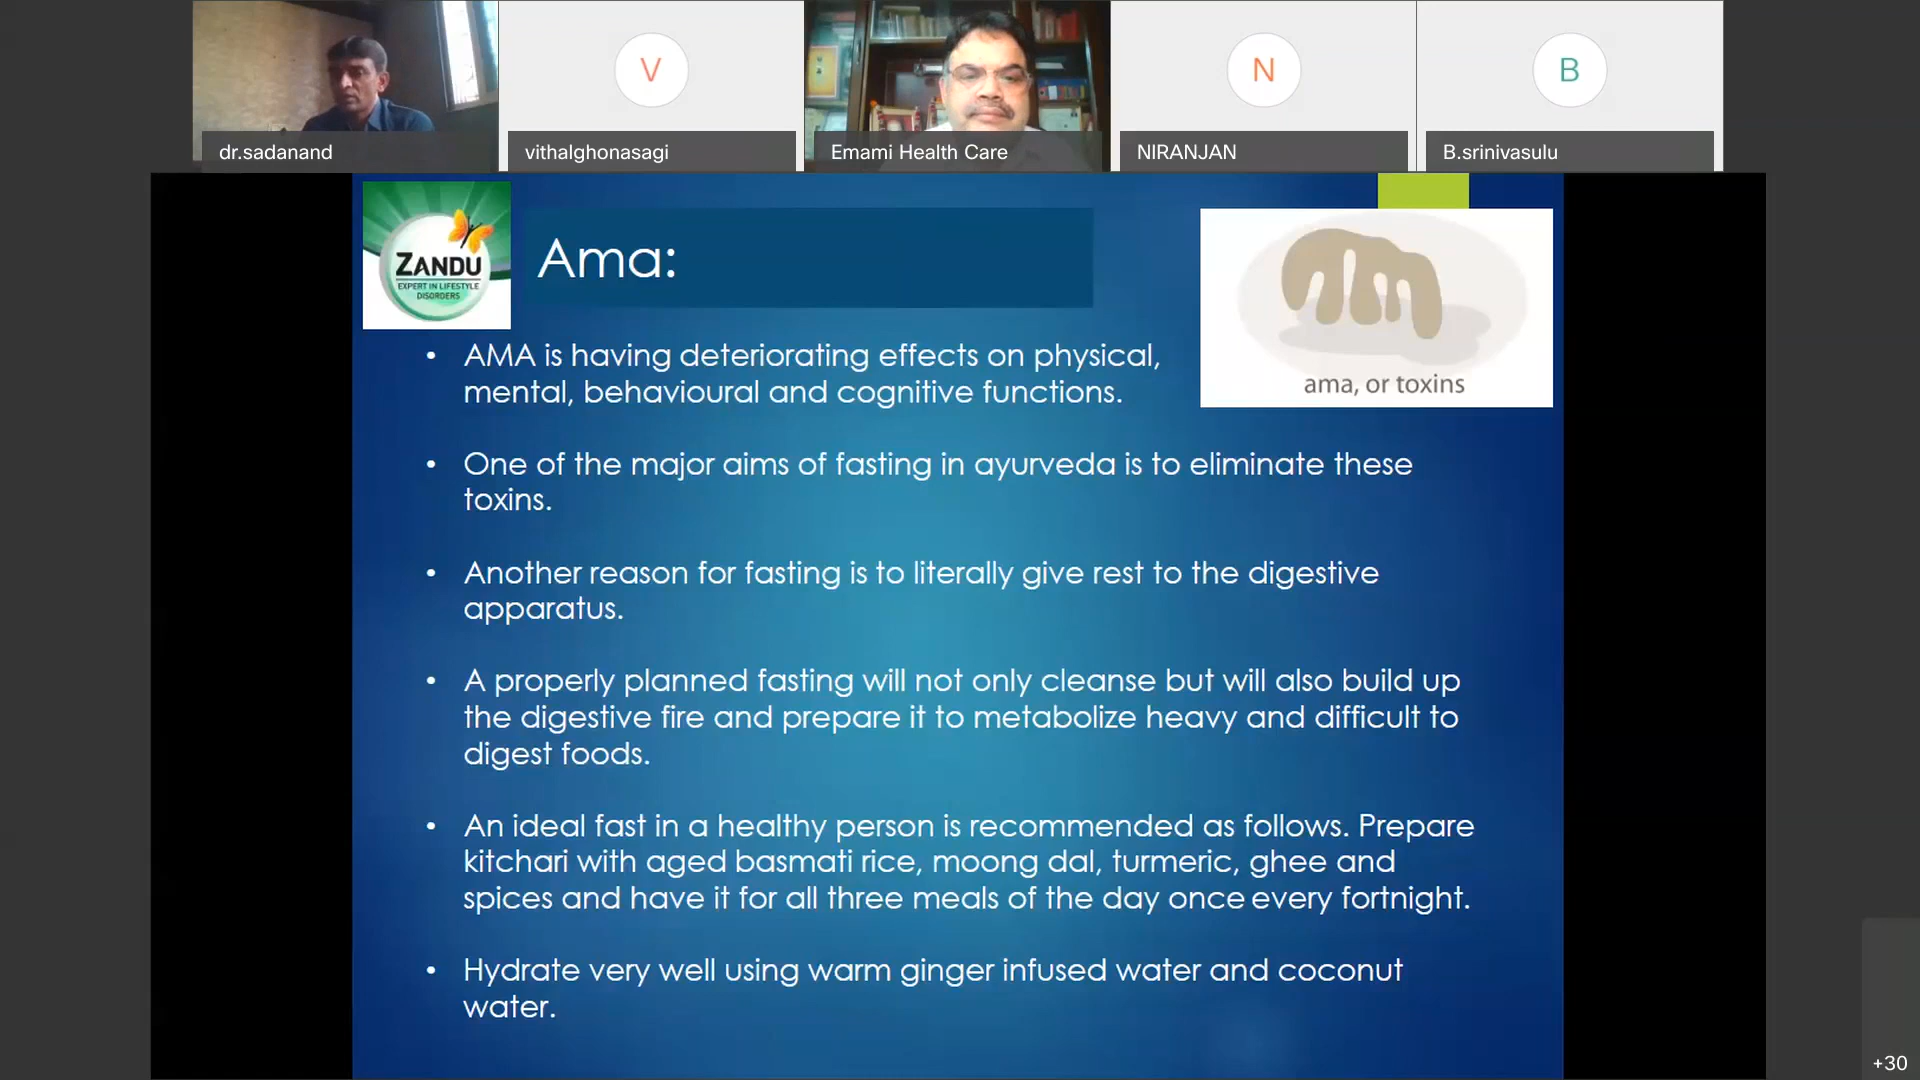 V
N
B
dr.sadanand
vithalghonasagi
Emami Health Care
NIRANJAN
B.srinivasulu
ZANDU
EXPERT IN LIFESTYLE
DISORDERS
Ama:
ama, or toxins
• AMA is having deteriorating effects on physical,
mental, behavioural and cognitive functions.
• One of the major aims of fasting in ayurveda is to eliminate these
toxins.
• Another reason for fasting is to literally give rest to the digestive
apparatus.
• A properly planned fasting will not only cleanse but will also build up
the digestive fire and prepare it to metabolize heavy and difficult to
digest foods.
• An ideal fast in a healthy person is recommended as follows. Prepare
kitchari with aged basmati rice, moong dal, turmeric, ghee and
spices and have it for all three meals of the day once every fortnight.
• Hydrate very well using warm ginger infused water and coconut
water.
+30